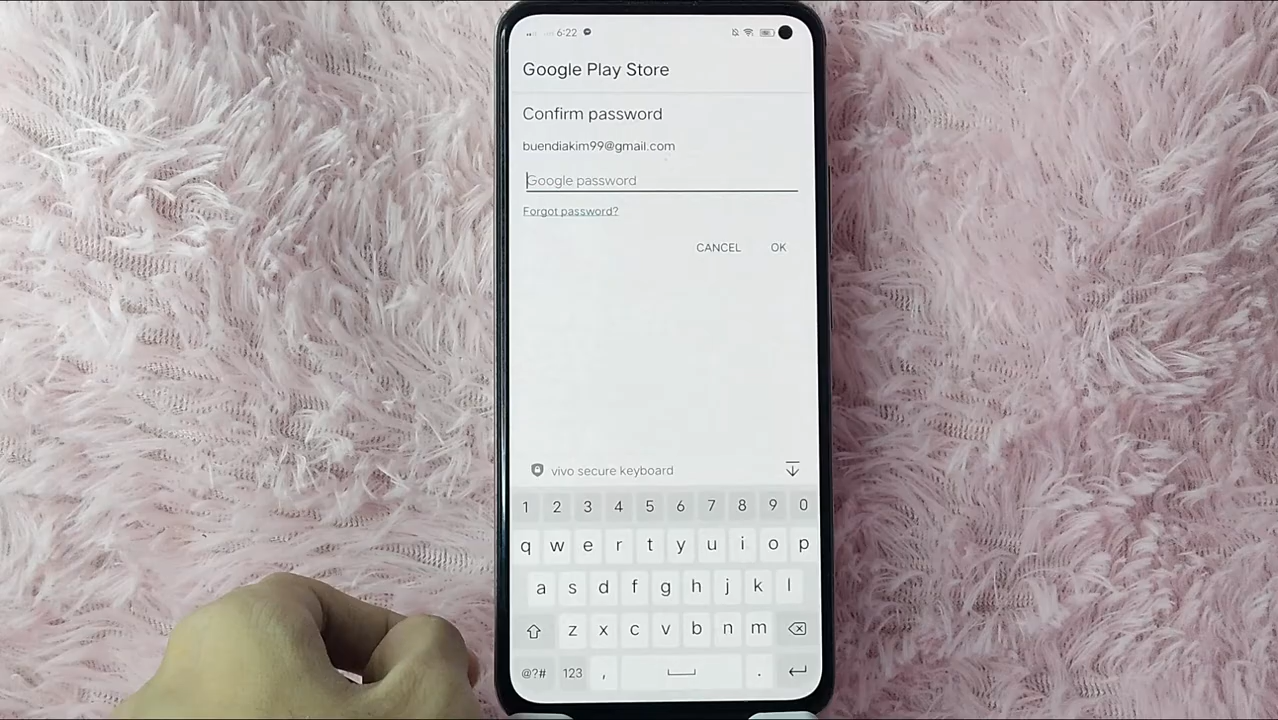 6:22
Google Play Store
Confirm password
buendiakim99@gmail.com
Google password
Forgot password?
CANCEL OK
vivo secure keyboard
1 2 3 4 5 6 7 8 9 0
q w e r t y u i o p
a s d f g h j k l
z x c v b n m
@?# 123 , .